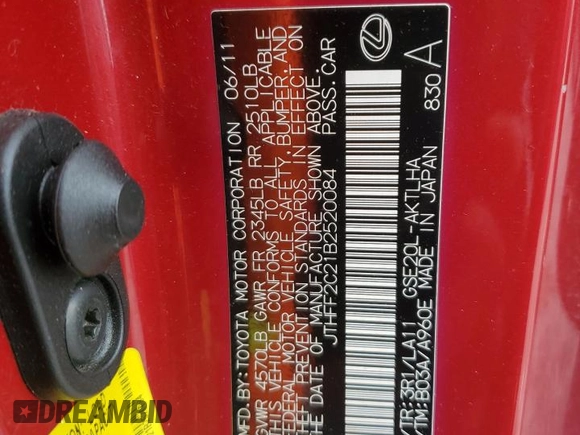 MFD. BY: TOYOTA MOTOR CORPORATION 06/11
GVWR 4570LB GAWR FR 2345LB RR 2510LB
THIS VEHICLE CONFORMS TO ALL APPLICABLE
FEDERAL MOTOR VEHICLE SAFETY, BUMPER, AND
THEFT PREVENTION STANDARDS IN EFFECT ON
THE DATE OF MANUFACTURE SHOWN ABOVE.
JTHFF2C21B2520084 PASS. CAR
830 A
/TR:3R1/LA11 GSE20L-AKTLHA
/TM:B03A/A960E MADE IN JAPAN
DREAMBID